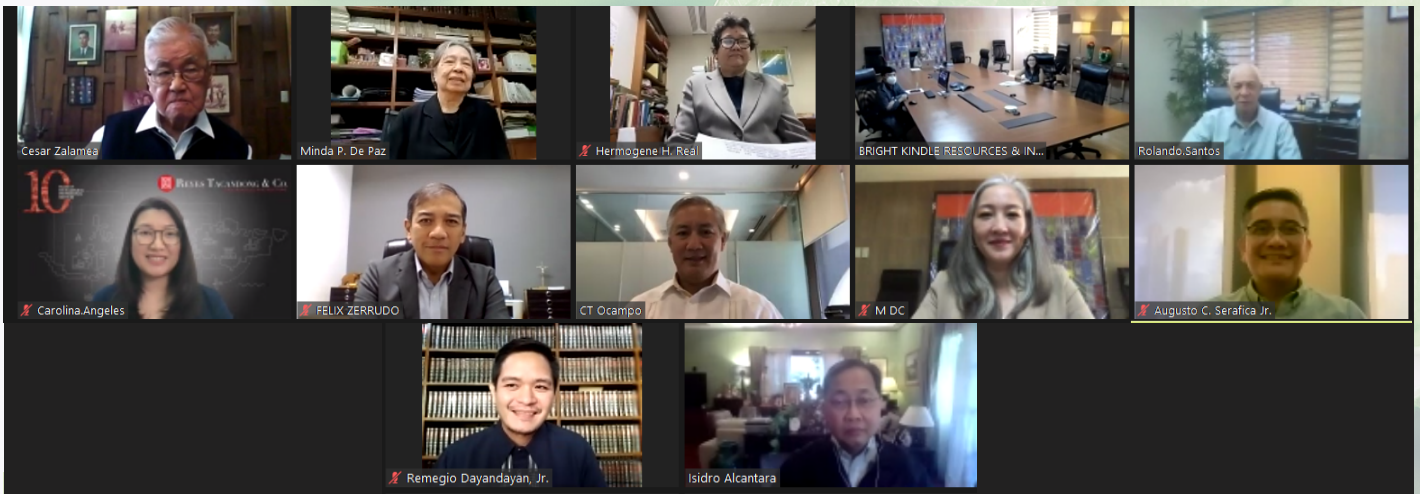 Cesar Zalamea
Minda P. De Paz
Hermogene H. Real
BRIGHT KINDLE RESOURCES & IN...
Rolando.Santos
10
REYES TACANDONG & CO.
Carolina.Angeles
FELIX ZERRUDO
CT Ocampo
M DC
Augusto C. Serafica Jr.
Remegio Dayandayan, Jr.
Isidro Alcantara